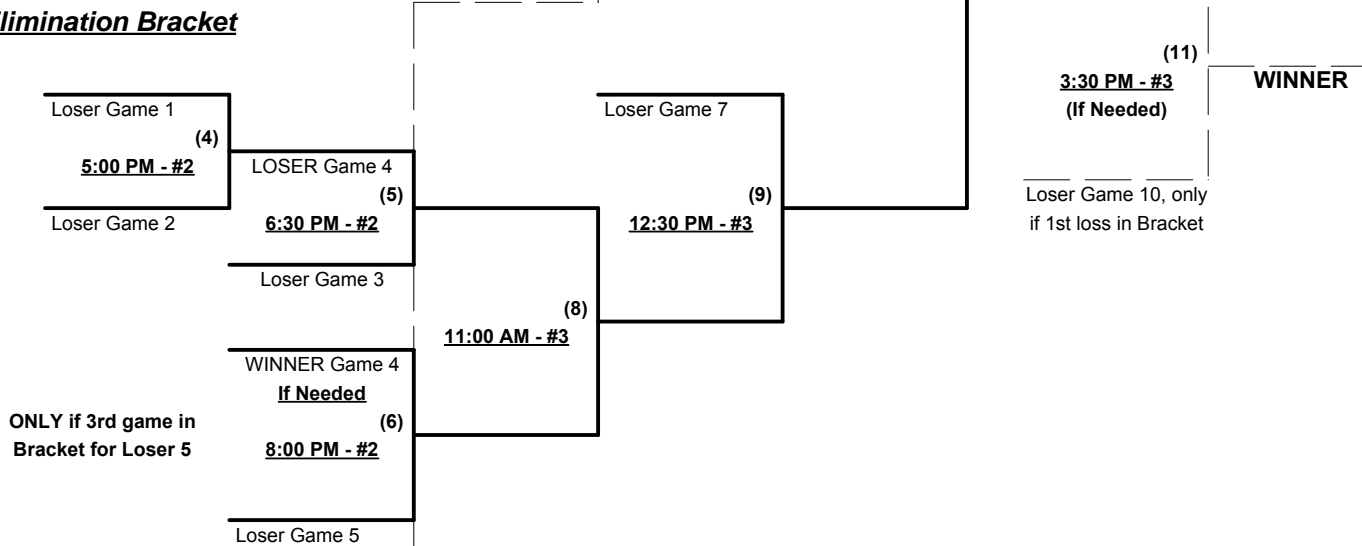 limination Bracket
(11)
3:30 PM - #3
WINNER
(If Needed)
Loser Game 1
Loser Game 7
(4)
5:00 PM - #2
LOSER Game 4
(5)
(9)
Loser Game 10, only
if 1st loss in Bracket
Loser Game 2
6:30 PM - #2
12:30 PM - #3
Loser Game 3
(8)
11:00 AM - #3
WINNER Game 4
If Needed
ONLY if 3rd game in
Bracket for Loser 5
(6)
8:00 PM - #2
Loser Game 5